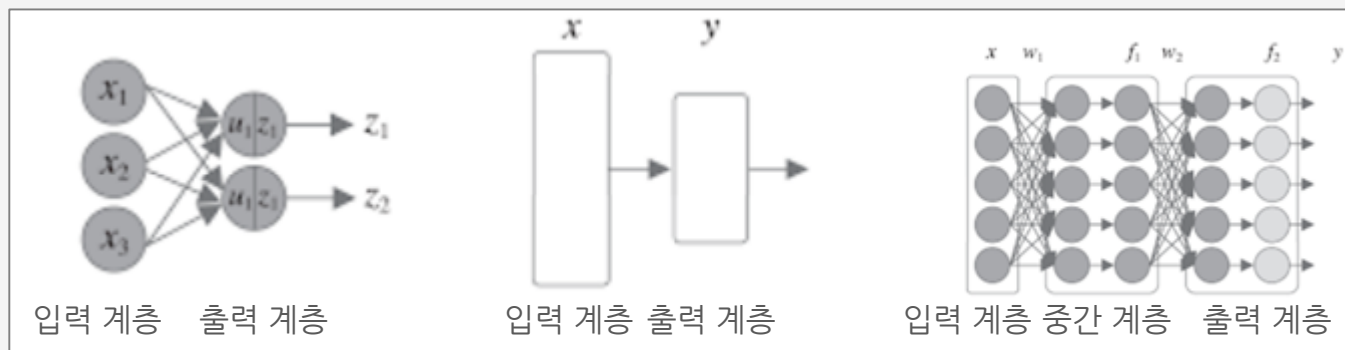 x y
x w₁ f₁ w₂ f₂ y
x₁
x₂
x₃
u₁ z₁
u₁ z₁
z₁
z₂
입력 계층 출력 계층
입력 계층 출력 계층
입력 계층 중간 계층 출력 계층